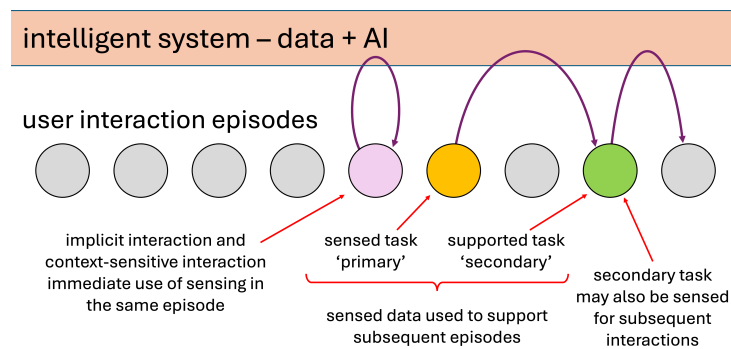 intelligent system – data + AI
user interaction episodes
implicit interaction and
context-sensitive interaction
immediate use of sensing in
the same episode
sensed task
‘primary’
supported task
‘secondary’
sensed data used to support
subsequent episodes
secondary task
may also be sensed
for subsequent
interactions